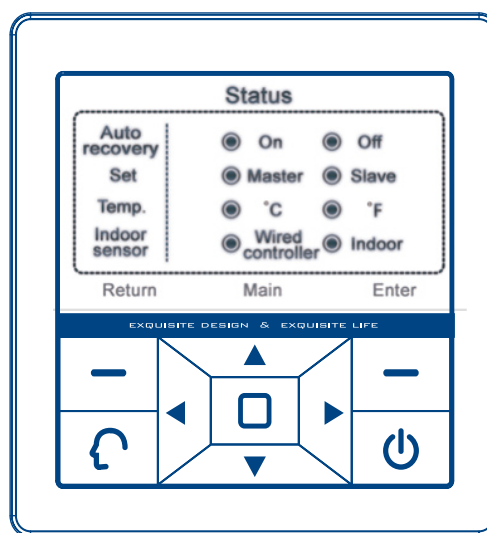 Status
Auto
recovery
On Off
Set Master Slave
Temp. °C °F
Indoor
sensor
Wired
controller
Indoor
Return Main Enter
EXQUISITE DESIGN & EXQUISITE LIFE